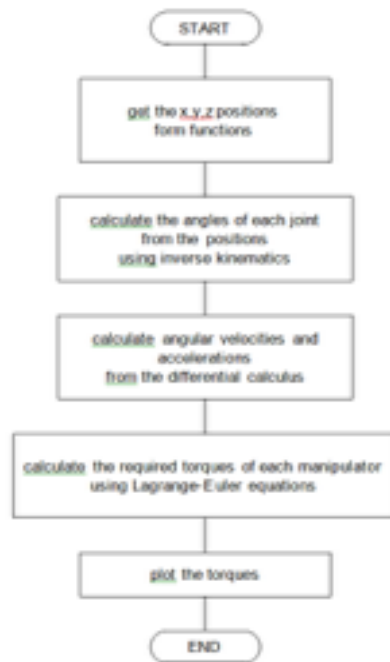 START
get the x,y,z positions
form functions
calculate the angles of each joint
from the positions
using inverse kinematics
calculate angular velocities and
accelerations
from the differential calculus
calculate the required torques of each manipulator
using Lagrange-Euler equations
plot the torques
END